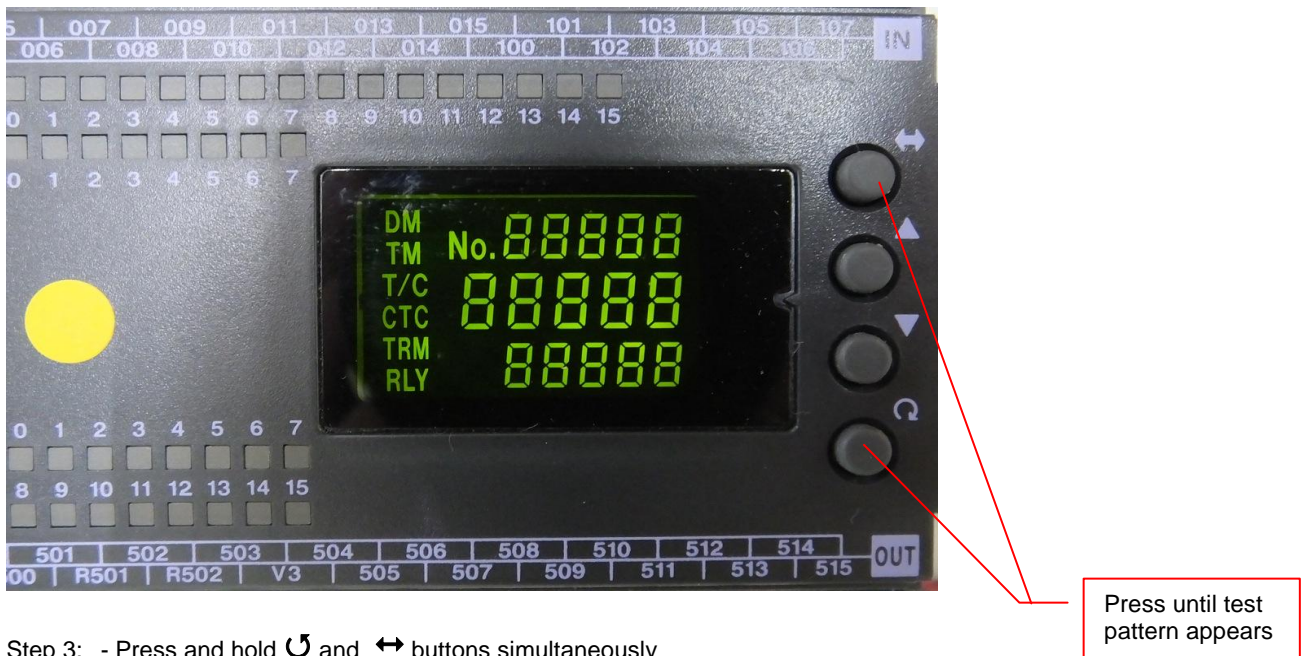 007 009 011 013 015 101 103 105 107 IN
006 008 010 012 014 100 102 104 106
0 1 2 3 4 5 6 7 8 9 10 11 12 13 14 15
0 1 2 3 4 5 6 7
DM
TM
T/C
CTC
TRM
RLY
No.88888
88888
88888
0 1 2 3 4 5 6 7
8 9 10 11 12 13 14 15
501 502 503 504 506 508 510 512 514 OUT
R501 R502 V3 505 507 509 511 513 515
Press until test
pattern appears
Step 3: - Press and hold ↺ and ↔ buttons simultaneously